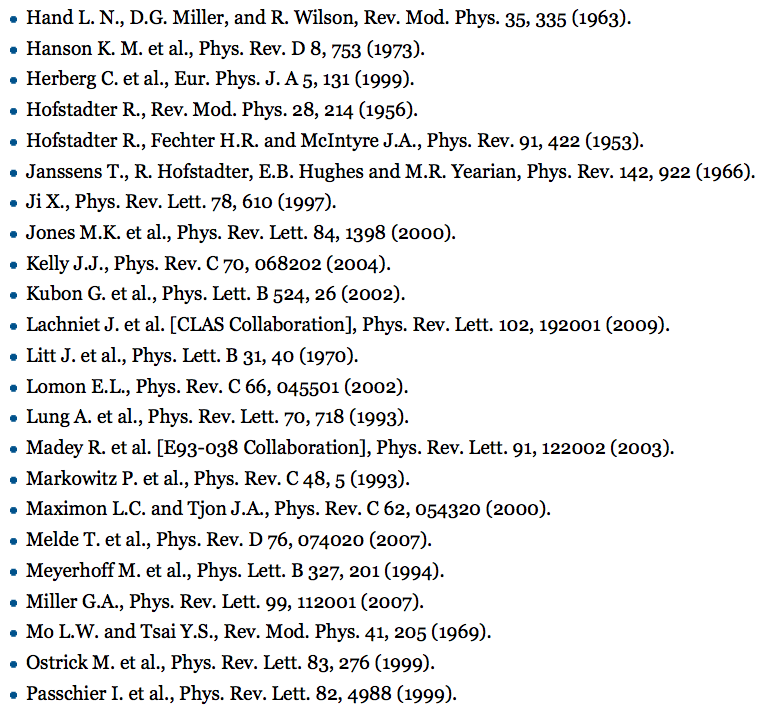 • Hand L. N., D.G. Miller, and R. Wilson, Rev. Mod. Phys. 35, 335 (1963).
• Hanson K. M. et al., Phys. Rev. D 8, 753 (1973).
• Herberg C. et al., Eur. Phys. J. A 5, 131 (1999).
• Hofstadter R., Rev. Mod. Phys. 28, 214 (1956).
• Hofstadter R., Fechter H.R. and McIntyre J.A., Phys. Rev. 91, 422 (1953).
• Janssens T., R. Hofstadter, E.B. Hughes and M.R. Yearian, Phys. Rev. 142, 922 (1966).
• Ji X., Phys. Rev. Lett. 78, 610 (1997).
• Jones M.K. et al., Phys. Rev. Lett. 84, 1398 (2000).
• Kelly J.J., Phys. Rev. C 70, 068202 (2004).
• Kubon G. et al., Phys. Lett. B 524, 26 (2002).
• Lachniet J. et al. [CLAS Collaboration], Phys. Rev. Lett. 102, 192001 (2009).
• Litt J. et al., Phys. Lett. B 31, 40 (1970).
• Lomon E.L., Phys. Rev. C 66, 045501 (2002).
• Lung A. et al., Phys. Rev. Lett. 70, 718 (1993).
• Madey R. et al. [E93-038 Collaboration], Phys. Rev. Lett. 91, 122002 (2003).
• Markowitz P. et al., Phys. Rev. C 48, 5 (1993).
• Maximon L.C. and Tjon J.A., Phys. Rev. C 62, 054320 (2000).
• Melde T. et al., Phys. Rev. D 76, 074020 (2007).
• Meyerhoff M. et al., Phys. Lett. B 327, 201 (1994).
• Miller G.A., Phys. Rev. Lett. 99, 112001 (2007).
• Mo L.W. and Tsai Y.S., Rev. Mod. Phys. 41, 205 (1969).
• Ostrick M. et al., Phys. Rev. Lett. 83, 276 (1999).
• Passchier I. et al., Phys. Rev. Lett. 82, 4988 (1999).